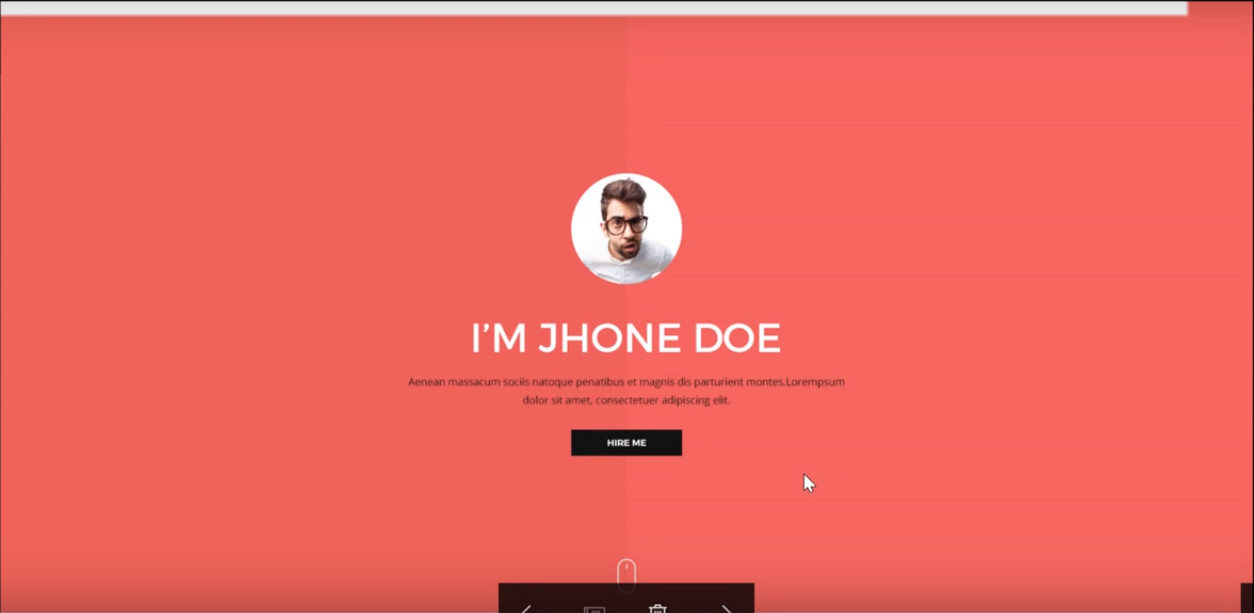 I'M JHONE DOE
Aenean massacum sociis natoque penatibus et magnis dis parturient montes.Lorempsum
dolor sit amet, consectetuer adipiscing elit.
HIRE ME